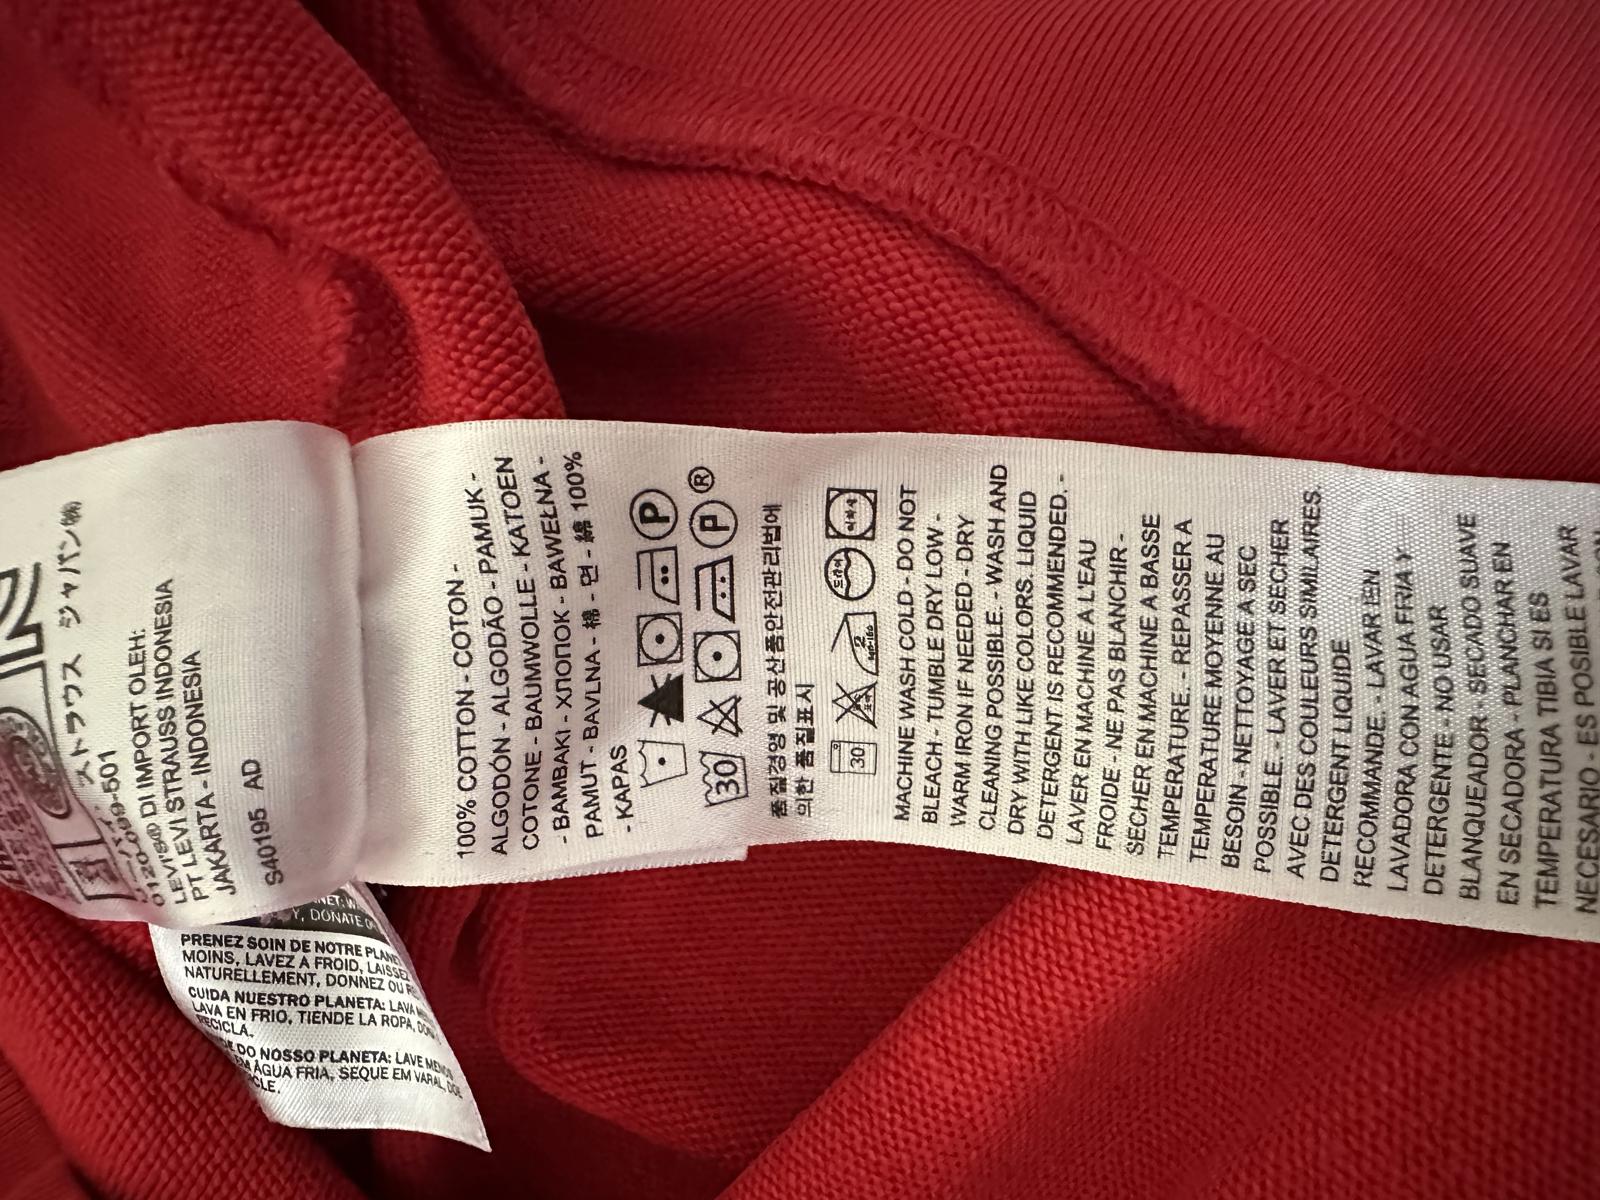 ストラウス ジャパン㈱
0120-099-501
LEVI'S® DI IMPORT OLEH:
PT LEVI STRAUSS INDONESIA
JAKARTA - INDONESIA
S40195 AD
100% COTTON - COTON -
ALGODÓN - ALGODÃO - PAMUK -
COTONE - BAUMWOLLE - KATOEN
- BAMBAKI - ХЛОПОК - BAWEŁNA -
PAMUT - BAVLNA - 棉 - 면 - 綿 100%
- KAPAS
P
30 P ®
품질경영 및 공산품안전관리법에
의한 품질표시
30 드라이
MACHINE WASH COLD - DO NOT
BLEACH - TUMBLE DRY LOW -
WARM IRON IF NEEDED - DRY
CLEANING POSSIBLE. - WASH AND
DRY WITH LIKE COLORS. LIQUID
DETERGENT IS RECOMMENDED. -
LAVER EN MACHINE A L'EAU
FROIDE - NE PAS BLANCHIR -
SECHER EN MACHINE A BASSE
TEMPERATURE. - REPASSER A
TEMPERATURE MOYENNE AU
BESOIN - NETTOYAGE A SEC
POSSIBLE. - LAVER ET SECHER
AVEC DES COULEURS SIMILAIRES.
DETERGENT LIQUIDE
RECOMMANDE. - LAVAR EN
LAVADORA CON AGUA FRIA Y
DETERGENTE - NO USAR
BLANQUEADOR - SECADO SUAVE
EN SECADORA - PLANCHAR EN
TEMPERATURA TIBIA SI ES
NECESARIO - ES POSIBLE LAVAR
Y, DONATE
PRENEZ SOIN DE NOTRE
MOINS, LAVEZ A FROID,
NATURELLEMENT, DONNEZ OU
CUIDA NUESTRO PLANETA: LAVA
LAVA EN FRIO, TIENDE LA ROPA,
RECICLA.
DO NOSSO PLANETA: LAVE
ÁGUA FRIA, SEQUE EM VARAL,